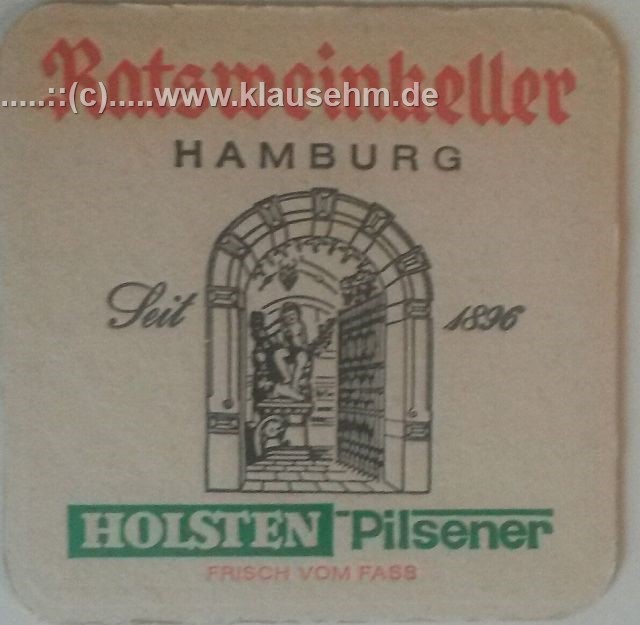 Ratsweinkeller
.....::(c).....www.klausehm.de
HAMBURG
Seit 1896
HOLSTEN-Pilsener
FRISCH VOM FASS